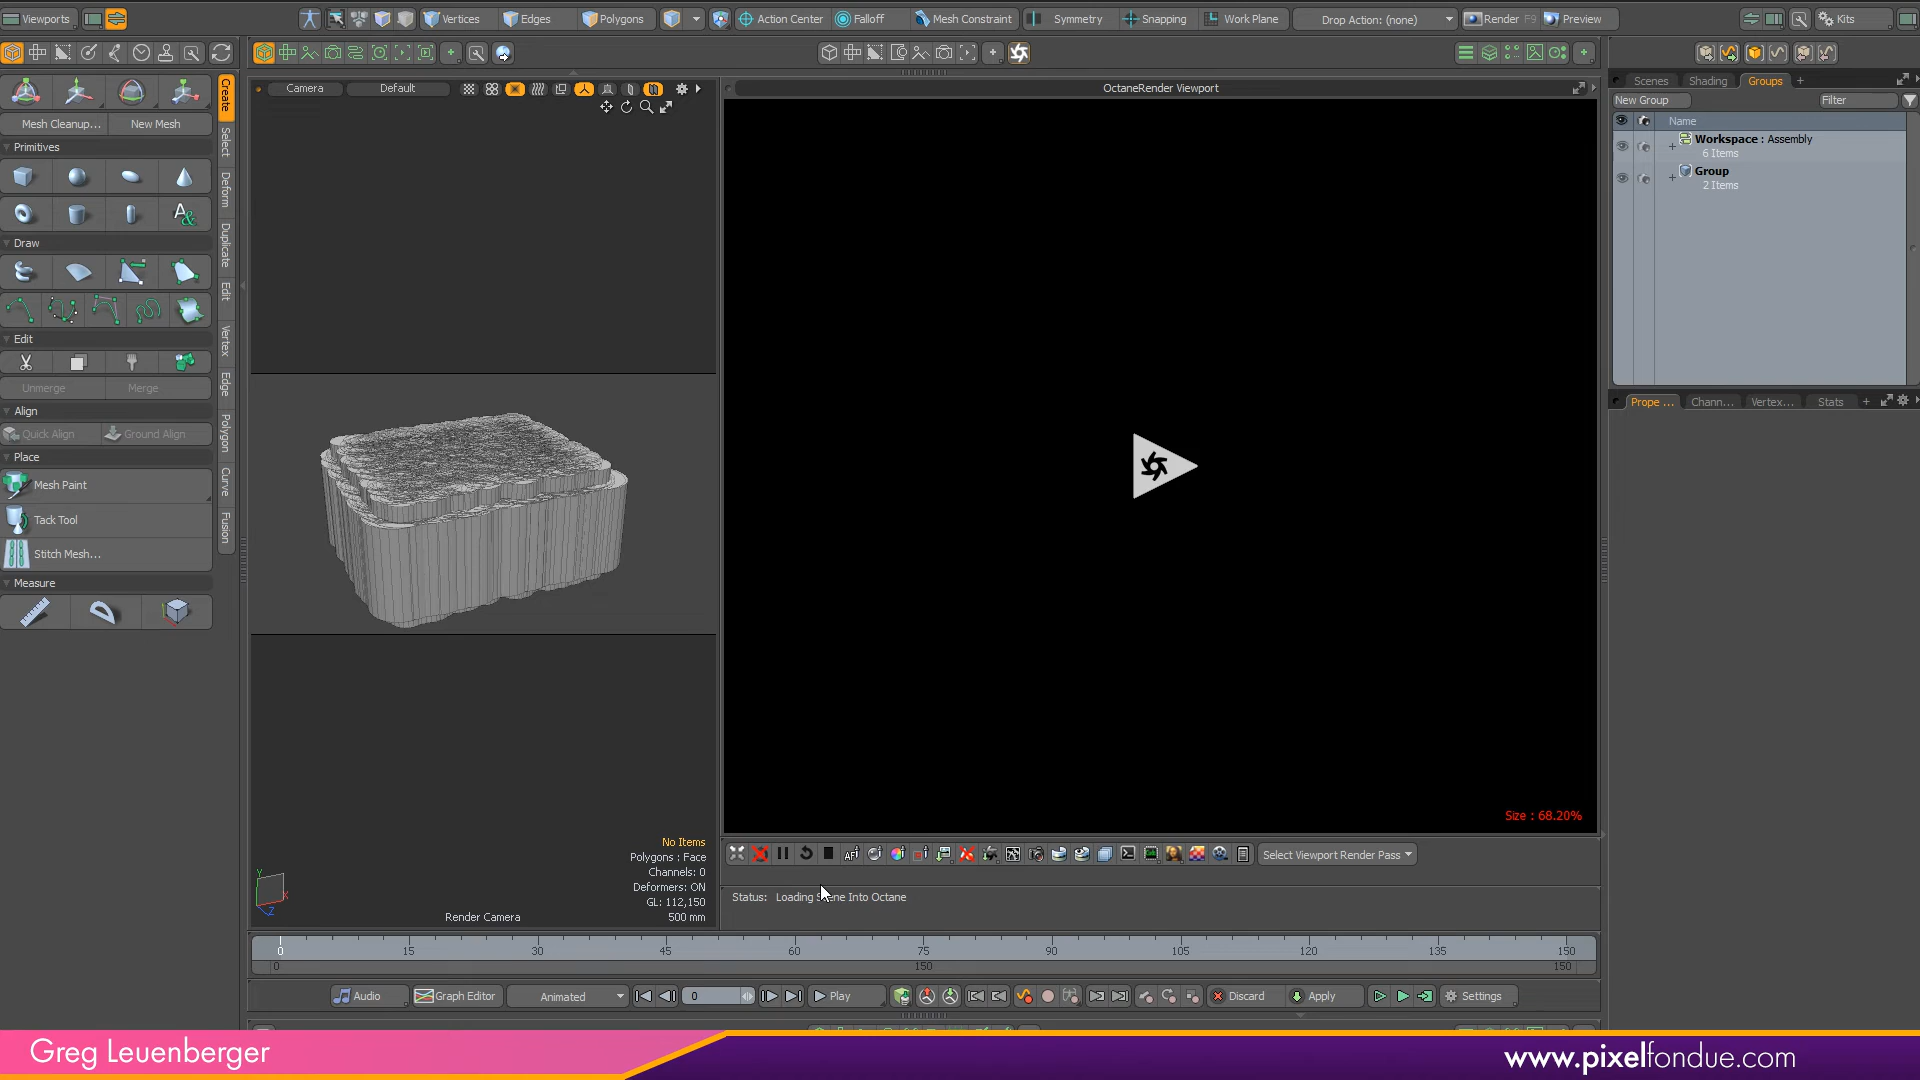 Viewports
Vertices
Edges
Polygons
Action Center
Falloff
Mesh Constraint
Symmetry
Snapping
Work Plane
Drop Action: (none)
Render F9
Preview
Kits
Camera
Default
OctaneRender Viewport
Scenes
Shading
Groups
New Group
Filter
Name
Workspace : Assembly
6 Items
Group
2 Items
Mesh Cleanup...
New Mesh
Primitives
Draw
Edit
Unmerge
Merge
Align
Quick Align
Ground Align
Place
Mesh Paint
Tack Tool
Stitch Mesh...
Measure
Create
Select
Deform
Duplicate
Edit
Vertex
Edge
Polygon
Curve
Fusion
Prope ...
Chann...
Vertex...
Stats
Size : 68.20%
No Items
Polygons : Face
Channels: 0
Deformers: ON
GL: 112,150
500 mm
Render Camera
Y
X
Z
AF
Select Viewport Render Pass
Status: Loading Scene Into Octane
0 15 30 45 60 75 90 105 120 135 150
0 150 150
Audio
Graph Editor
Animated
0
Play
Discard
Apply
Settings
Greg Leuenberger
www.pixelfondue.com